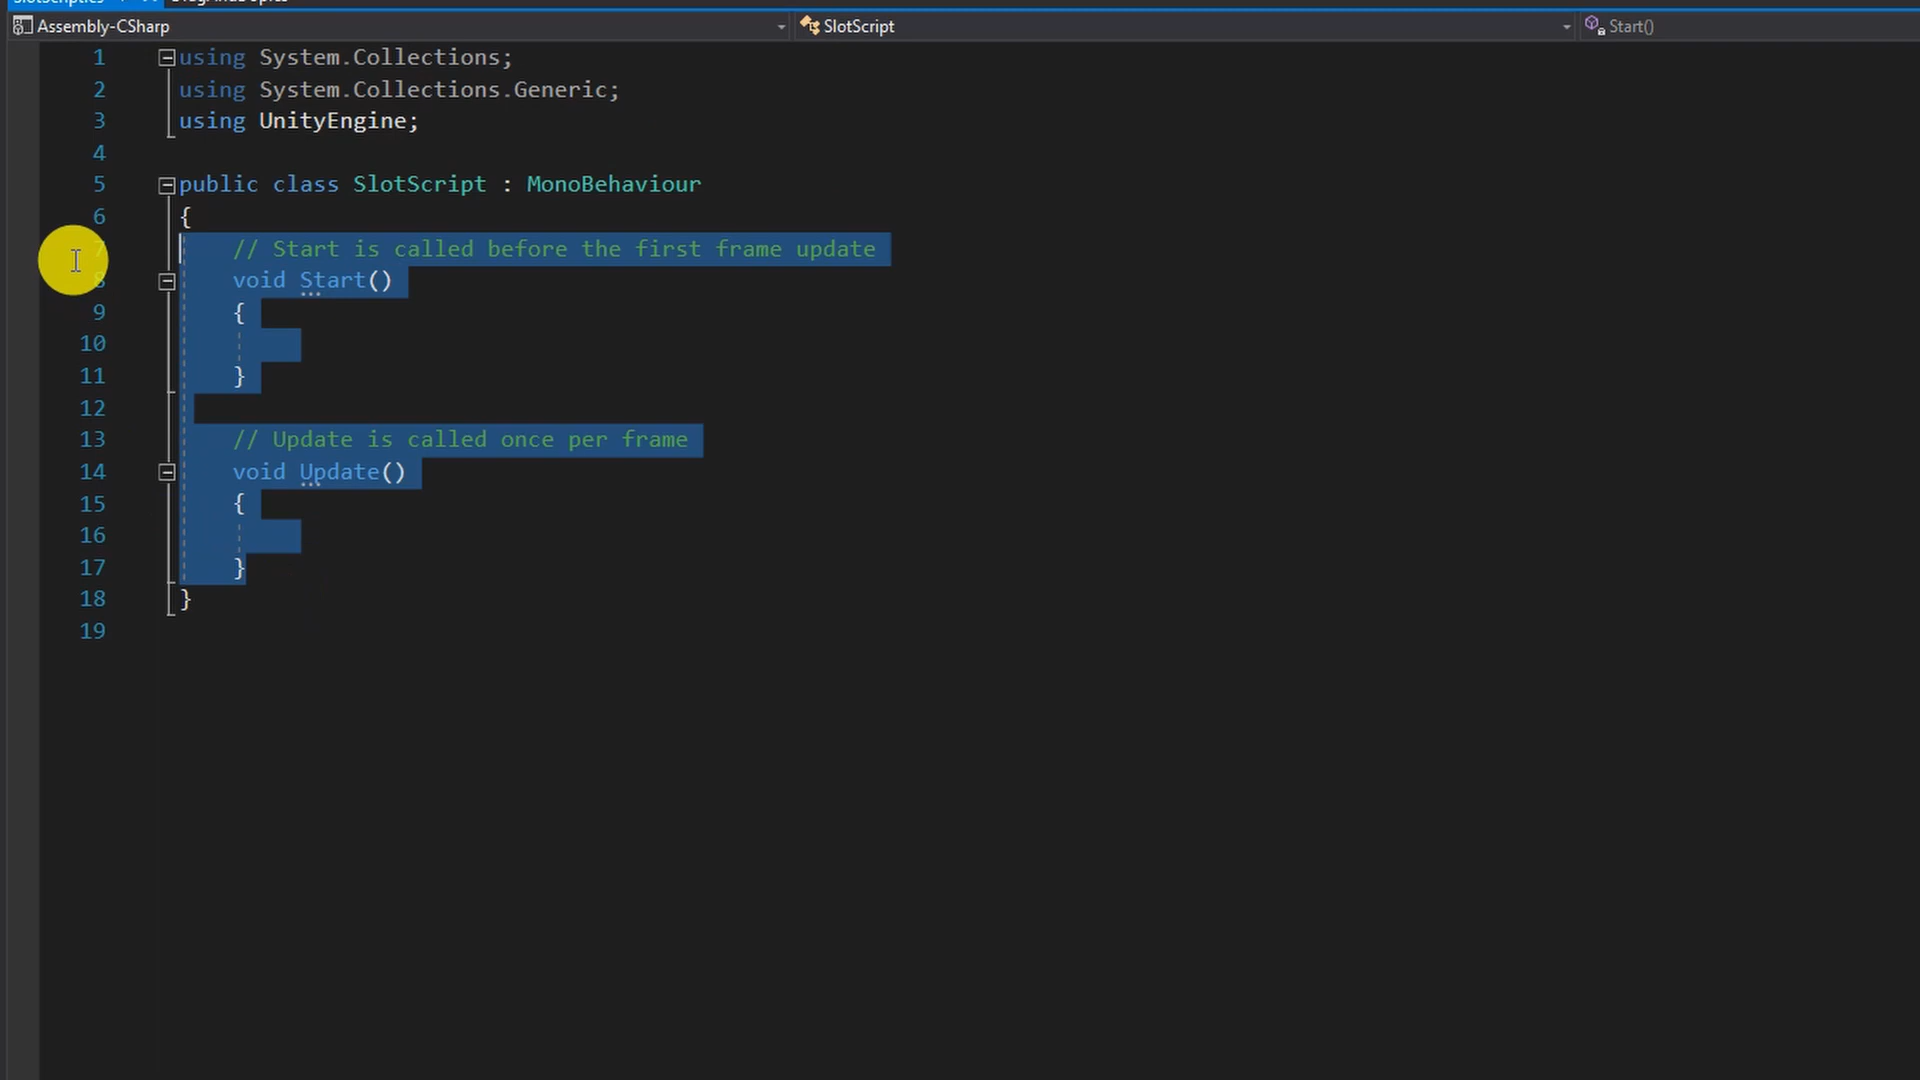 Assembly-CSharp SlotScript Start()
1 using System.Collections;
2 using System.Collections.Generic;
3 using UnityEngine;
4
5 public class SlotScript : MonoBehaviour
6 {
7 // Start is called before the first frame update
8 void Start()
9 {
10
11 }
12
13 // Update is called once per frame
14 void Update()
15 {
16
17 }
18 }
19